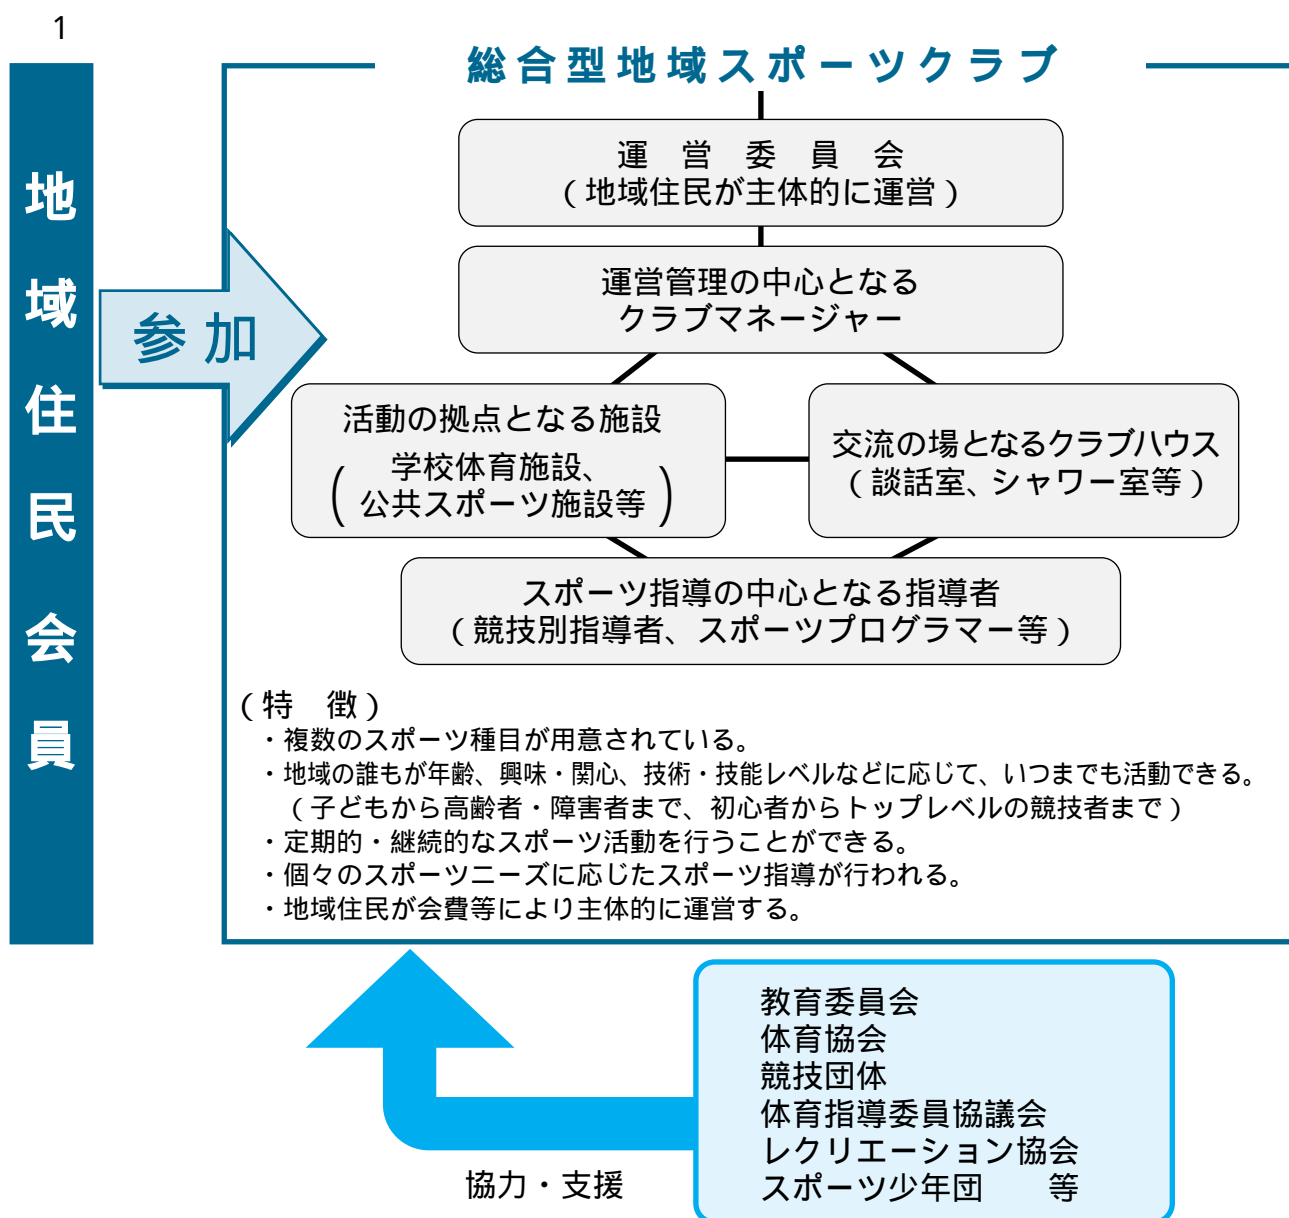 1
総合型地域スポーツクラブ
地域住民会員
参加
運　営　委　員　会
(地域住民が主体的に運営)
運営管理の中心となる
クラブマネージャー
活動の拠点となる施設
(学校体育施設、
公共スポーツ施設等)
交流の場となるクラブハウス
(談話室、シャワー室等)
スポーツ指導の中心となる指導者
(競技別指導者、スポーツプログラマー等)
(特　徴)
・複数のスポーツ種目が用意されている。
・地域の誰もが年齢、興味・関心、技術・技能レベルなどに応じて、いつまでも活動できる。
(子どもから高齢者・障害者まで、初心者からトップレベルの競技者まで)
・定期的・継続的なスポーツ活動を行うことができる。
・個々のスポーツニーズに応じたスポーツ指導が行われる。
・地域住民が会費等により主体的に運営する。
教育委員会
体育協会
競技団体
体育指導委員協議会
レクリエーション協会
スポーツ少年団　　等
協力・支援